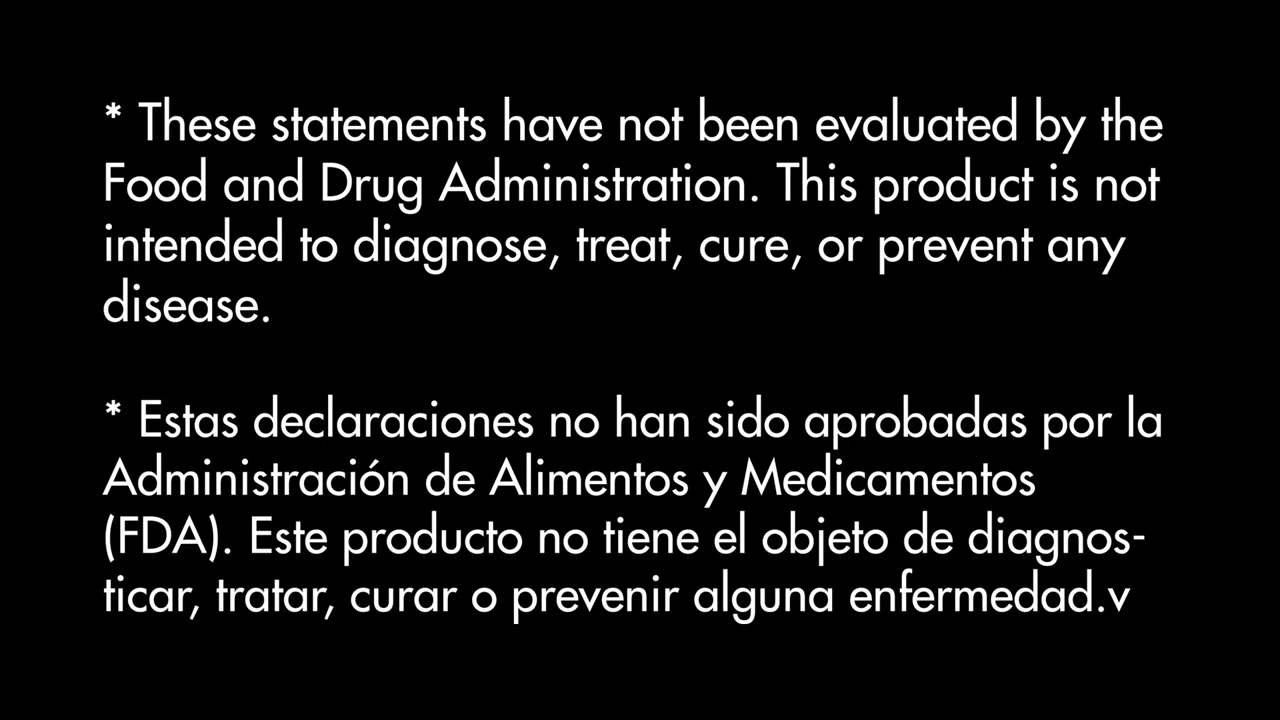 * These statements have not been evaluated by the
Food and Drug Administration. This product is not
intended to diagnose, treat, cure, or prevent any
disease.
* Estas declaraciones no han sido aprobadas por la
Administración de Alimentos y Medicamentos
(FDA). Este producto no tiene el objeto de diagnos-
ticar, tratar, curar o prevenir alguna enfermedad.v